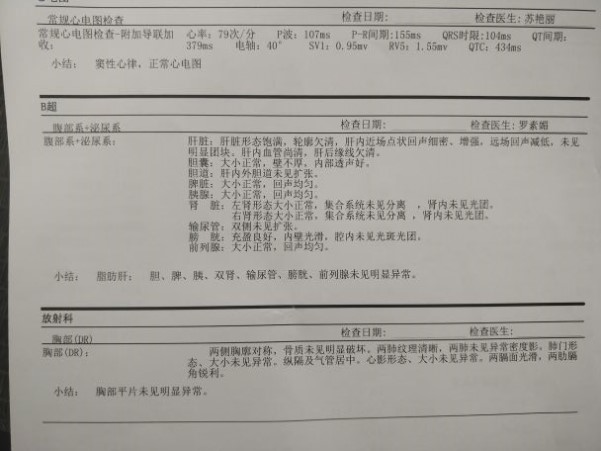 常规心电图检查 检查日期: 检查医生: 苏艳丽
常规心电图检查-附加导联加 心率: 79次/分 P波: 107ms P-R间期:155ms QRS时限:104ms QT间期:
收: 379ms 电轴: 40° SV1: 0.95mv RV5: 1.55mv QTC: 434ms
小结: 窦性心律, 正常心电图
B超
腹部系+泌尿系 检查日期: 检查医生: 罗素媚
腹部系+泌尿系: 肝脏: 肝脏形态饱满, 轮廓欠清, 肝内近场点状回声细密、增强, 远场回声减低, 未见
明显团块。肝内血管尚清, 肝后缘线欠清。
胆囊: 大小正常, 壁不厚, 内部透声好。
胆道: 肝内外胆道未见扩张。
脾脏: 大小正常, 回声均匀。
胰腺: 大小正常, 回声均匀。
肾 脏: 左肾形态大小正常, 集合系统未见分离 , 肾内未见光团。
右肾形态大小正常, 集合系统未见分离 , 肾内未见光团。
输尿管: 双侧未见扩张。
膀 胱: 充盈良好, 内壁光滑, 腔内未见光斑光团。
前列腺: 大小正常, 回声均匀。
小结: 脂肪肝: 胆、脾、胰、双肾、输尿管、膀胱、前列腺未见明显异常。
放射科
胸部(DR) 检查日期: 检查医生:
胸部(DR): 两侧胸廓对称, 骨质未见明显破坏。两肺纹理清晰, 两肺未见异常密度影。肺门形
态、大小未见异常。纵隔及气管居中。心影形态、大小未见异常。两膈面光滑, 两肋膈
角锐利。
小结: 胸部平片未见明显异常。